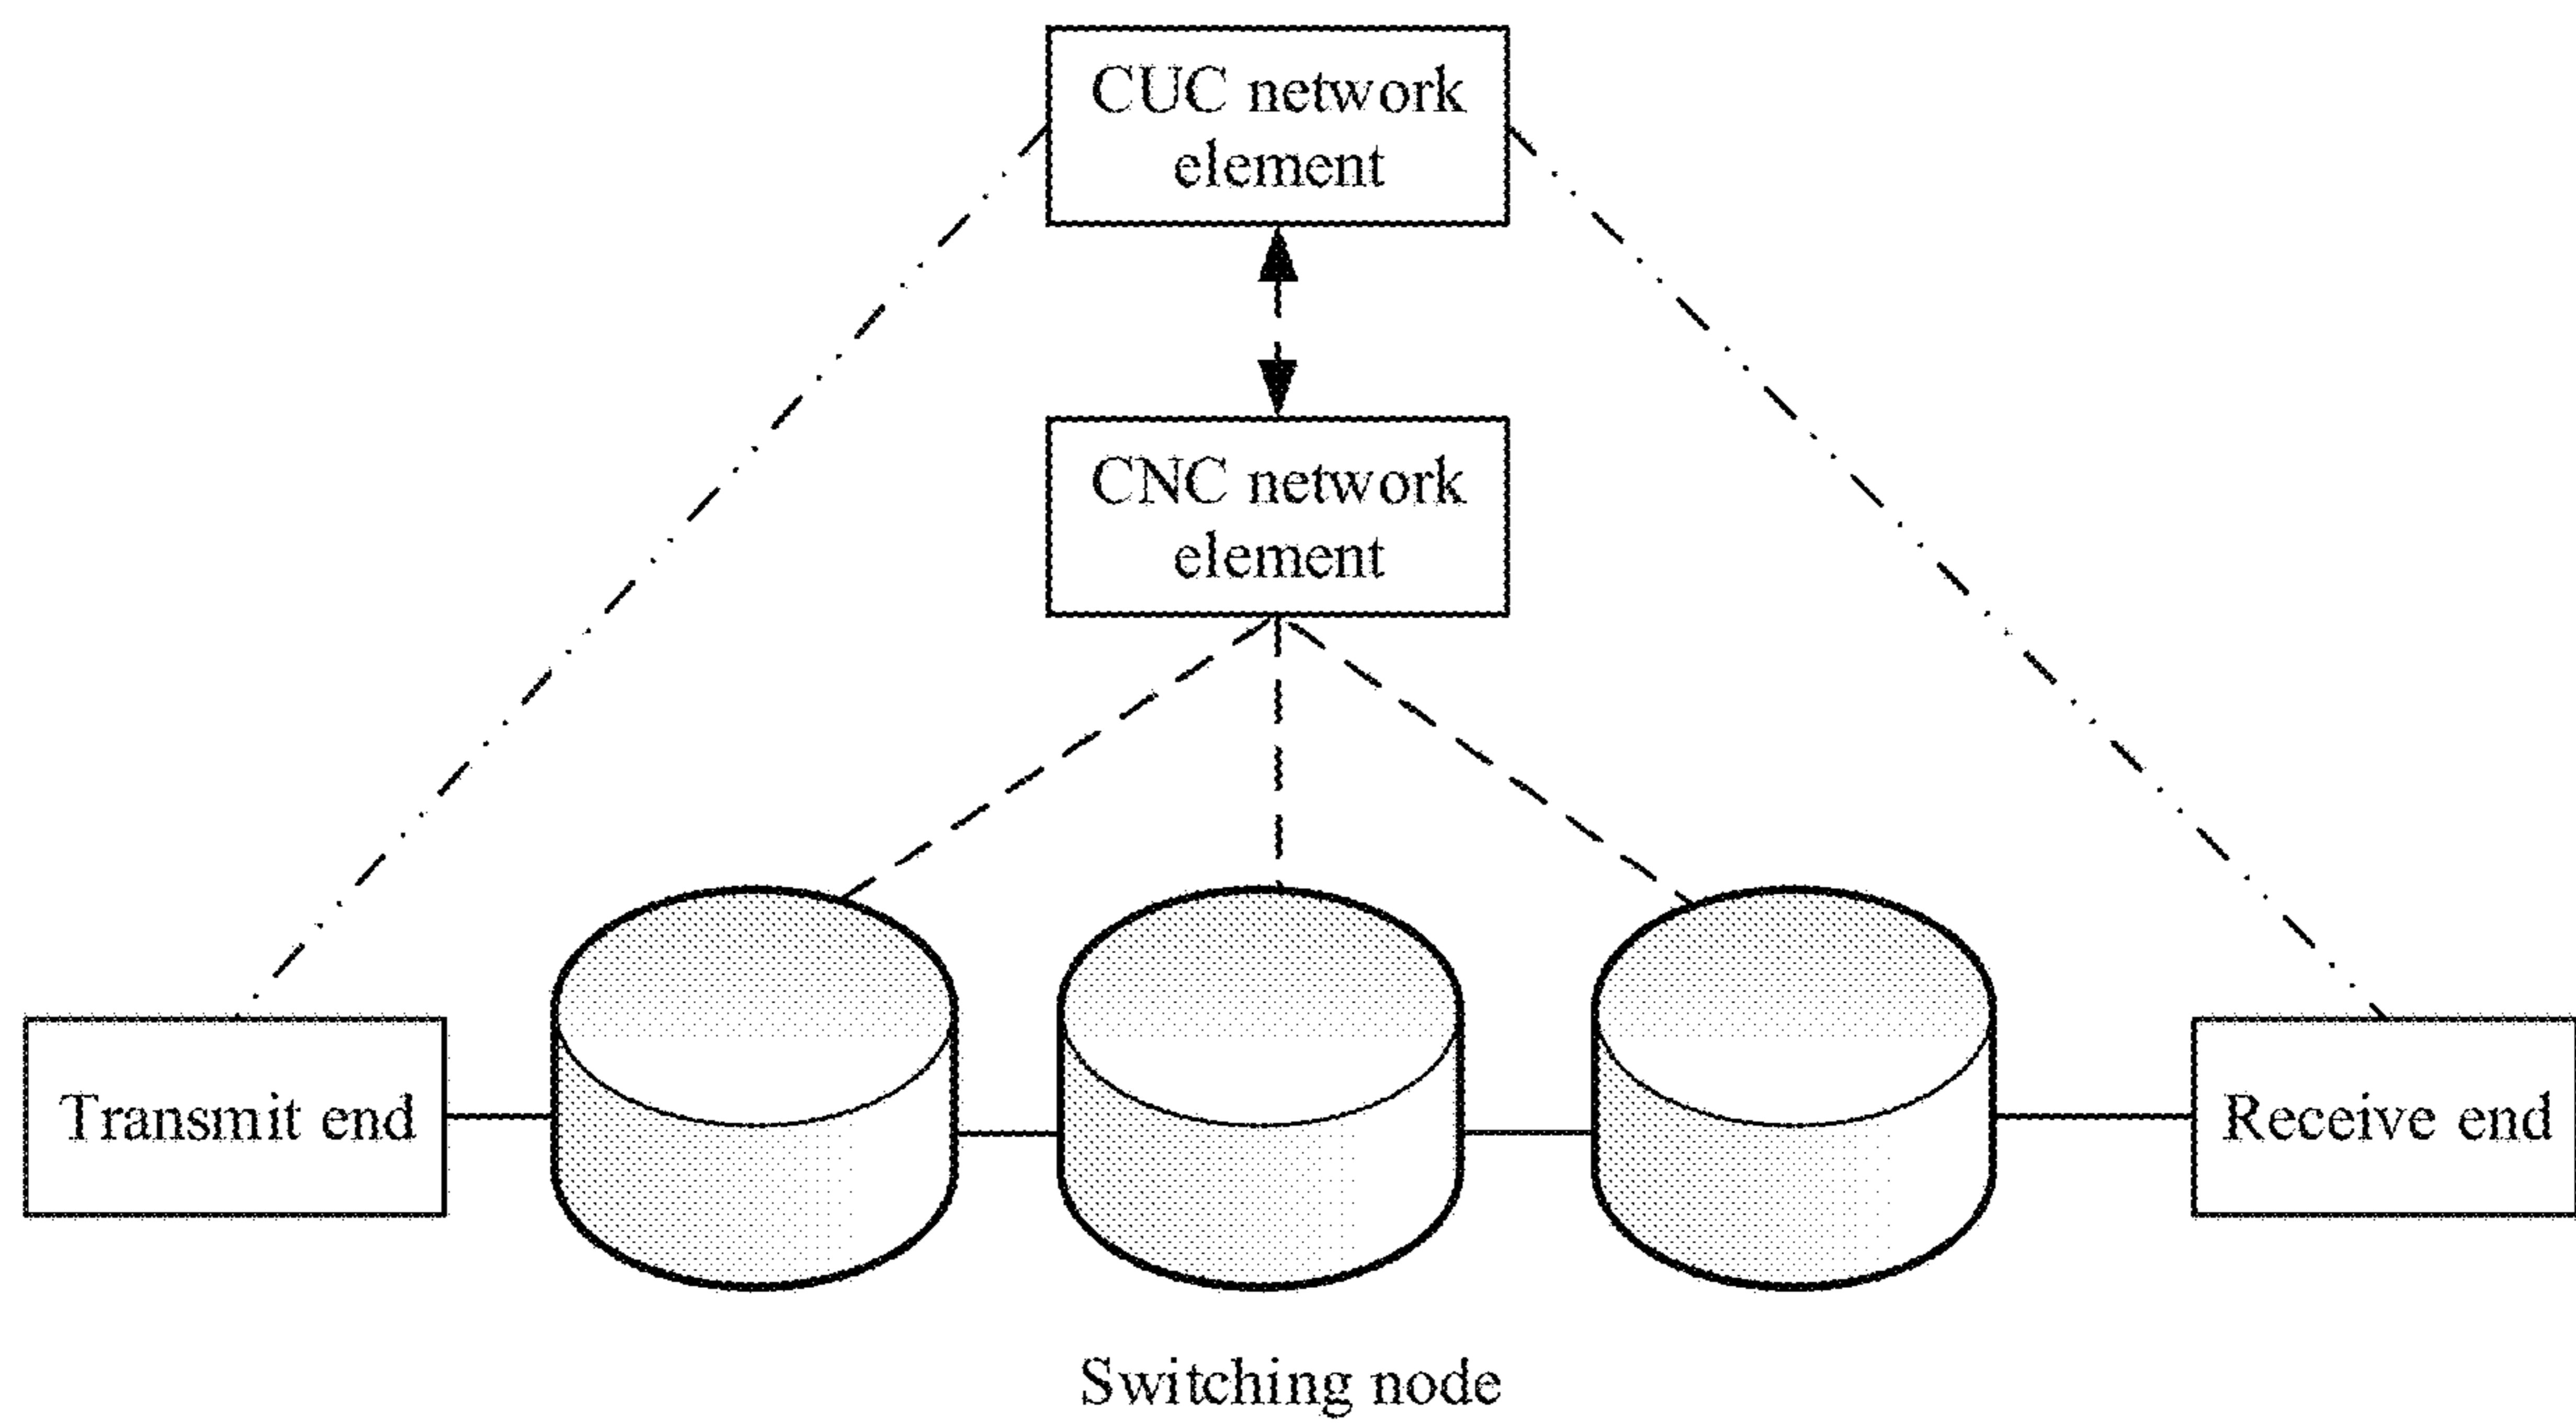 CUC network
element
CNC network
element
Transmit end
Receive end
Switching node